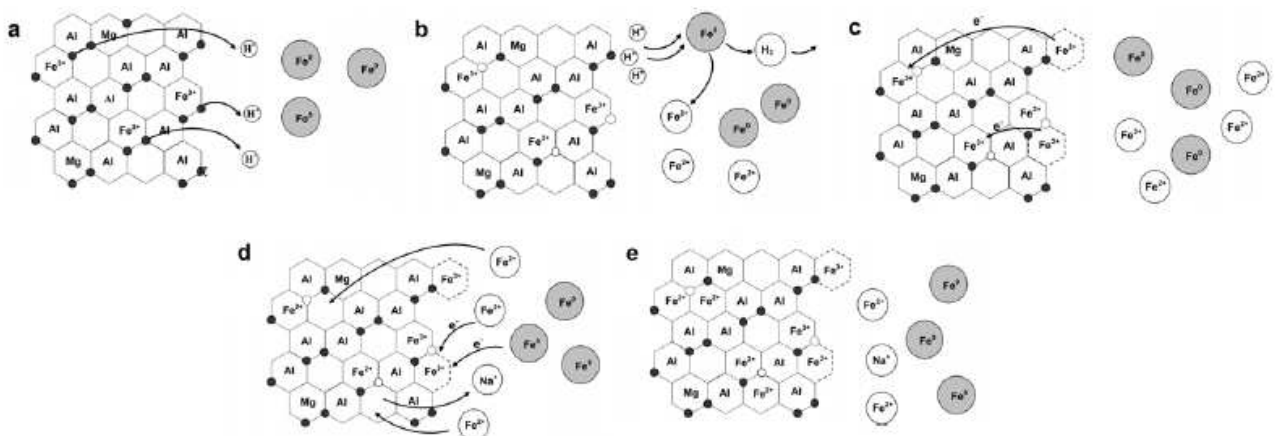 a
Al Mg Al
H⁺
Fe³⁺ Al Al
Fe⁰ Fe⁰
Al Al Fe³⁺
H⁺ Fe⁰
Al Fe³⁺ Al
H⁺
Mg Al Al
b
Al Mg Al
H⁺ H⁺ H⁺ Fe⁰ H₂
Fe³⁺ Al Al
Al Al Fe³⁺
Fe²⁺ Fe⁰ Fe⁰
Al Fe³⁺ Al
Fe²⁺ Fe²⁺
Mg Al Al
c
e⁻
Al Mg Al Fe³⁺
Fe⁰
Fe³⁺ Al Al
Fe⁰ Fe²⁺
Al Al Fe³⁺
e⁻
Fe²⁺ Fe²⁺
Al Fe³⁺ Al Fe³⁺
Fe⁰
Mg Al Al
Fe²⁺
d
Fe²⁺
Al Mg Al Fe³⁺
Fe²⁺ Al Al
Fe²⁺ Fe⁰
e⁻
Al Al Fe³⁺
e⁻ Fe⁰
Al Fe²⁺ Al Fe³⁺
Na⁺ Fe⁰
Mg Al Al
Fe²⁺
e
Al Mg Al Fe³⁺
Fe²⁺ Fe²⁺ Al Al
Fe²⁺ Fe⁰
Al Al Fe³⁺
Fe⁰
Al Fe²⁺ Al Fe³⁺
Na⁺
Mg Al Fe²⁺ Al
Fe²⁺ Fe⁰